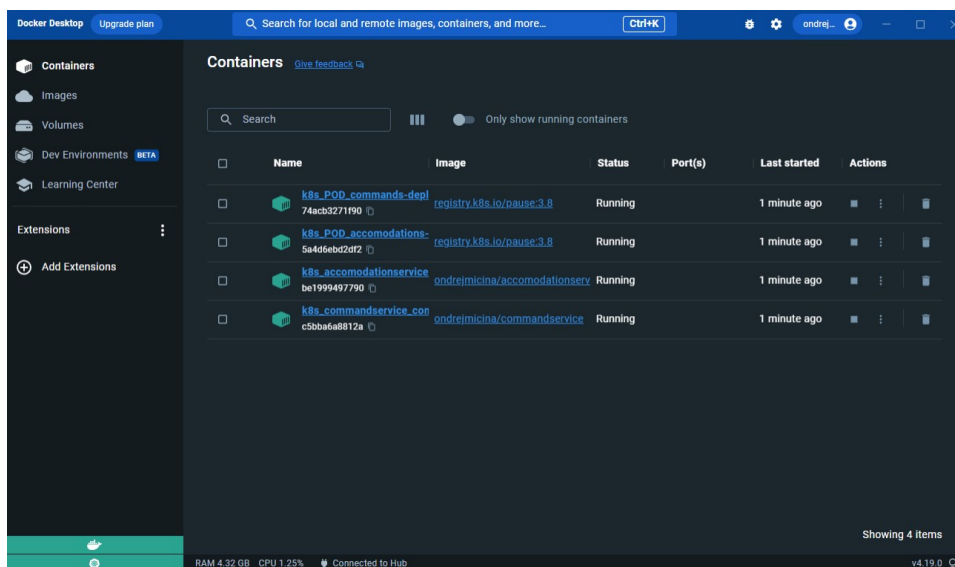 Docker Desktop Upgrade plan Search for local and remote images, containers, and more... Ctrl+K ondrej...
Containers
Images
Volumes
Dev Environments BETA
Learning Center
Extensions
Add Extensions
Containers Give feedback
Search Only show running containers
Name Image Status Port(s) Last started Actions
k8s_POD_commands-depl
74acb3271f90
registry.k8s.io/pause:3.8 Running 1 minute ago
k8s_POD_accomodations-
5a4d6ebd2df2
registry.k8s.io/pause:3.8 Running 1 minute ago
k8s_accomodationservice
be1999497790
ondrejmicina/accomodationserv Running 1 minute ago
k8s_commandservice_con
c5bba6a8812a
ondrejmicina/commandservice Running 1 minute ago
Showing 4 items
RAM 4.32 GB CPU 1.25% Connected to Hub v4.19.0